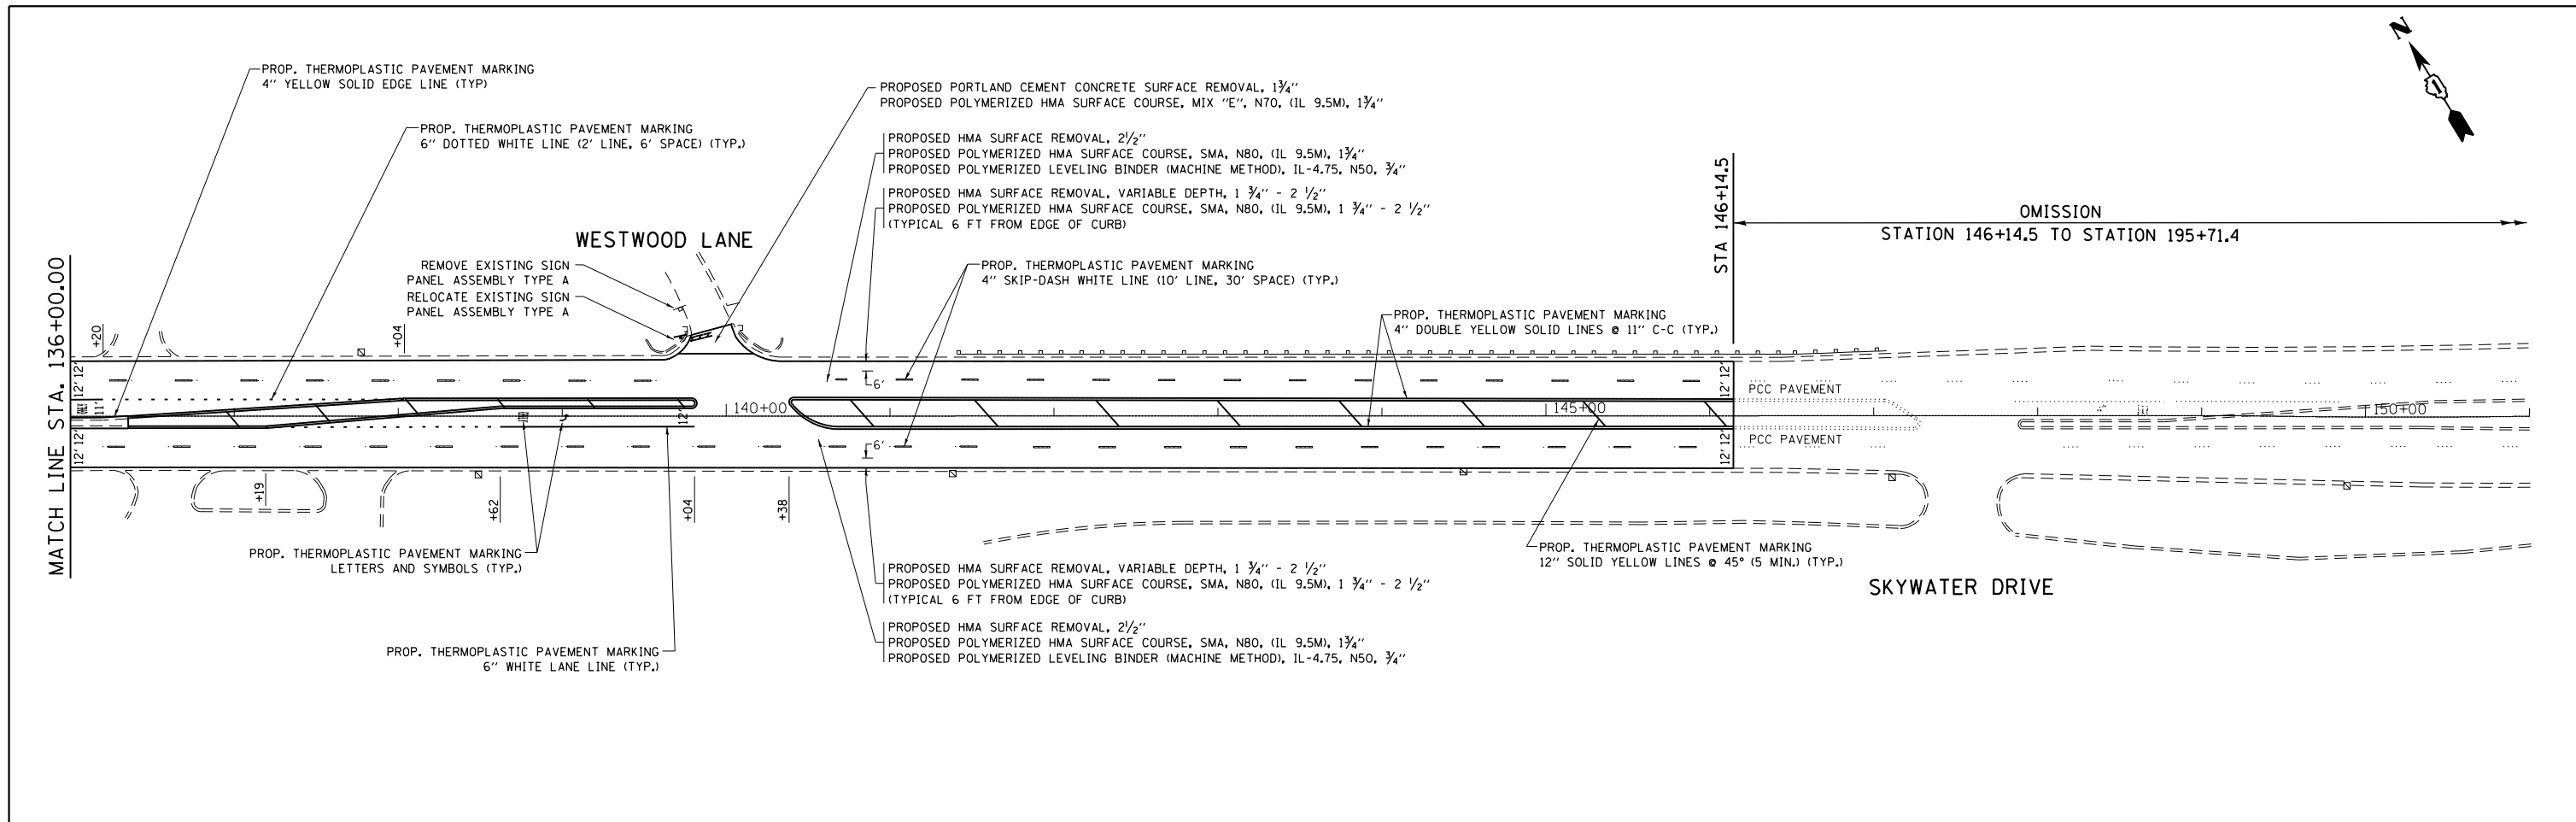 PROP. THERMOPLASTIC PAVEMENT MARKING
4" YELLOW SOLID EDGE LINE (TYP)
PROP. THERMOPLASTIC PAVEMENT MARKING
6" DOTTED WHITE LINE (2' LINE, 6' SPACE) (TYP.)
PROPOSED PORTLAND CEMENT CONCRETE SURFACE REMOVAL, 1¾"
PROPOSED POLYMERIZED HMA SURFACE COURSE, MIX "E", N70, (IL 9.5M), 1¾"
PROPOSED HMA SURFACE REMOVAL, 2½"
PROPOSED POLYMERIZED HMA SURFACE COURSE, SMA, N80, (IL 9.5M), 1¾"
PROPOSED POLYMERIZED LEVELING BINDER (MACHINE METHOD), IL-4.75, N50, ¾"
PROPOSED HMA SURFACE REMOVAL, VARIABLE DEPTH, 1 ¾" - 2 ½"
PROPOSED POLYMERIZED HMA SURFACE COURSE, SMA, N80, (IL 9.5M), 1 ¾" - 2 ½"
(TYPICAL 6 FT FROM EDGE OF CURB)
N
WESTWOOD LANE
REMOVE EXISTING SIGN
PANEL ASSEMBLY TYPE A
RELOCATE EXISTING SIGN
PANEL ASSEMBLY TYPE A
PROP. THERMOPLASTIC PAVEMENT MARKING
4" SKIP-DASH WHITE LINE (10' LINE, 30' SPACE) (TYP.)
PROP. THERMOPLASTIC PAVEMENT MARKING
4" DOUBLE YELLOW SOLID LINES @ 11" C-C (TYP.)
STA 146+14.5
OMISSION
STATION 146+14.5 TO STATION 195+71.4
MATCH LINE STA. 136+00.00
+20
+04
12' 12'
11'
12' 12'
6'
12'
140+00
145+00
150+00
6'
12' 12'
12' 12'
PCC PAVEMENT
PCC PAVEMENT
+19
+62
+04
+38
PROP. THERMOPLASTIC PAVEMENT MARKING
LETTERS AND SYMBOLS (TYP.)
PROP. THERMOPLASTIC PAVEMENT MARKING
6" WHITE LANE LINE (TYP.)
PROPOSED HMA SURFACE REMOVAL, VARIABLE DEPTH, 1 ¾" - 2 ½"
PROPOSED POLYMERIZED HMA SURFACE COURSE, SMA, N80, (IL 9.5M), 1 ¾" - 2 ½"
(TYPICAL 6 FT FROM EDGE OF CURB)
PROPOSED HMA SURFACE REMOVAL, 2½"
PROPOSED POLYMERIZED HMA SURFACE COURSE, SMA, N80, (IL 9.5M), 1¾"
PROPOSED POLYMERIZED LEVELING BINDER (MACHINE METHOD), IL-4.75, N50, ¾"
PROP. THERMOPLASTIC PAVEMENT MARKING
12" SOLID YELLOW LINES @ 45° (5 MIN.) (TYP.)
SKYWATER DRIVE